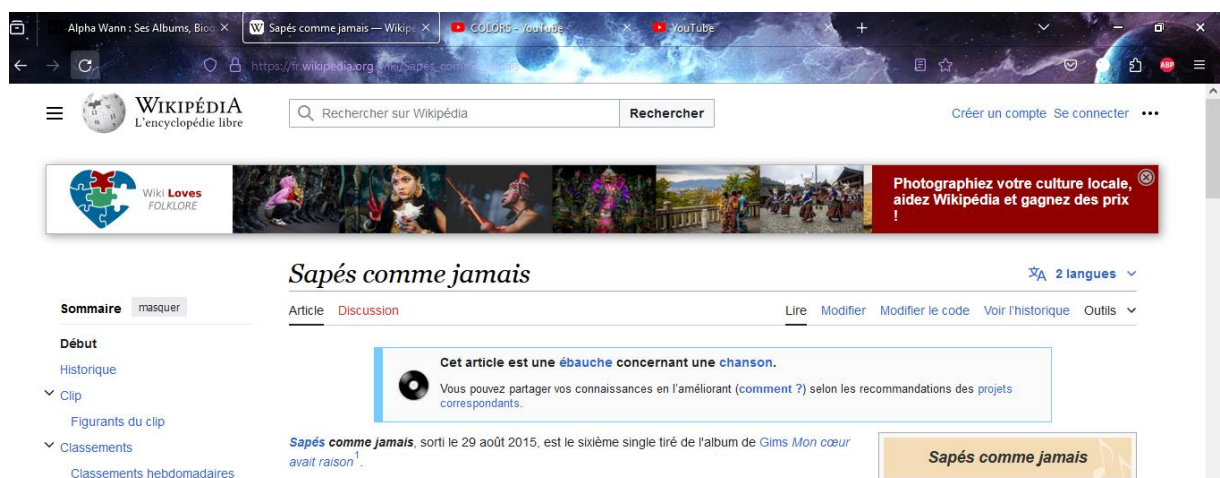 Alpha Wann : Ses Albums, Biog
Sapés comme jamais — Wikipé
COLORS - YouTube
YouTube
https://fr.wikipedia.org/wiki/Sapés_comme
ABP
WIKIPÉDIA
L'encyclopédie libre
Rechercher sur Wikipédia
Rechercher
Créer un compte Se connecter
Wiki Loves
FOLKLORE
Photographiez votre culture locale,
aidez Wikipédia et gagnez des prix
!
Sapés comme jamais
2 langues
Sommaire masquer
Article Discussion
Lire Modifier Modifier le code Voir l'historique Outils
Début
Historique
Clip
Figurants du clip
Classements
Classements hebdomadaires
Cet article est une ébauche concernant une chanson.
Vous pouvez partager vos connaissances en l'améliorant (comment ?) selon les recommandations des projets
correspondants.
Sapés comme jamais, sorti le 29 août 2015, est le sixième single tiré de l'album de Gims Mon cœur
avait raison1.
Sapés comme jamais